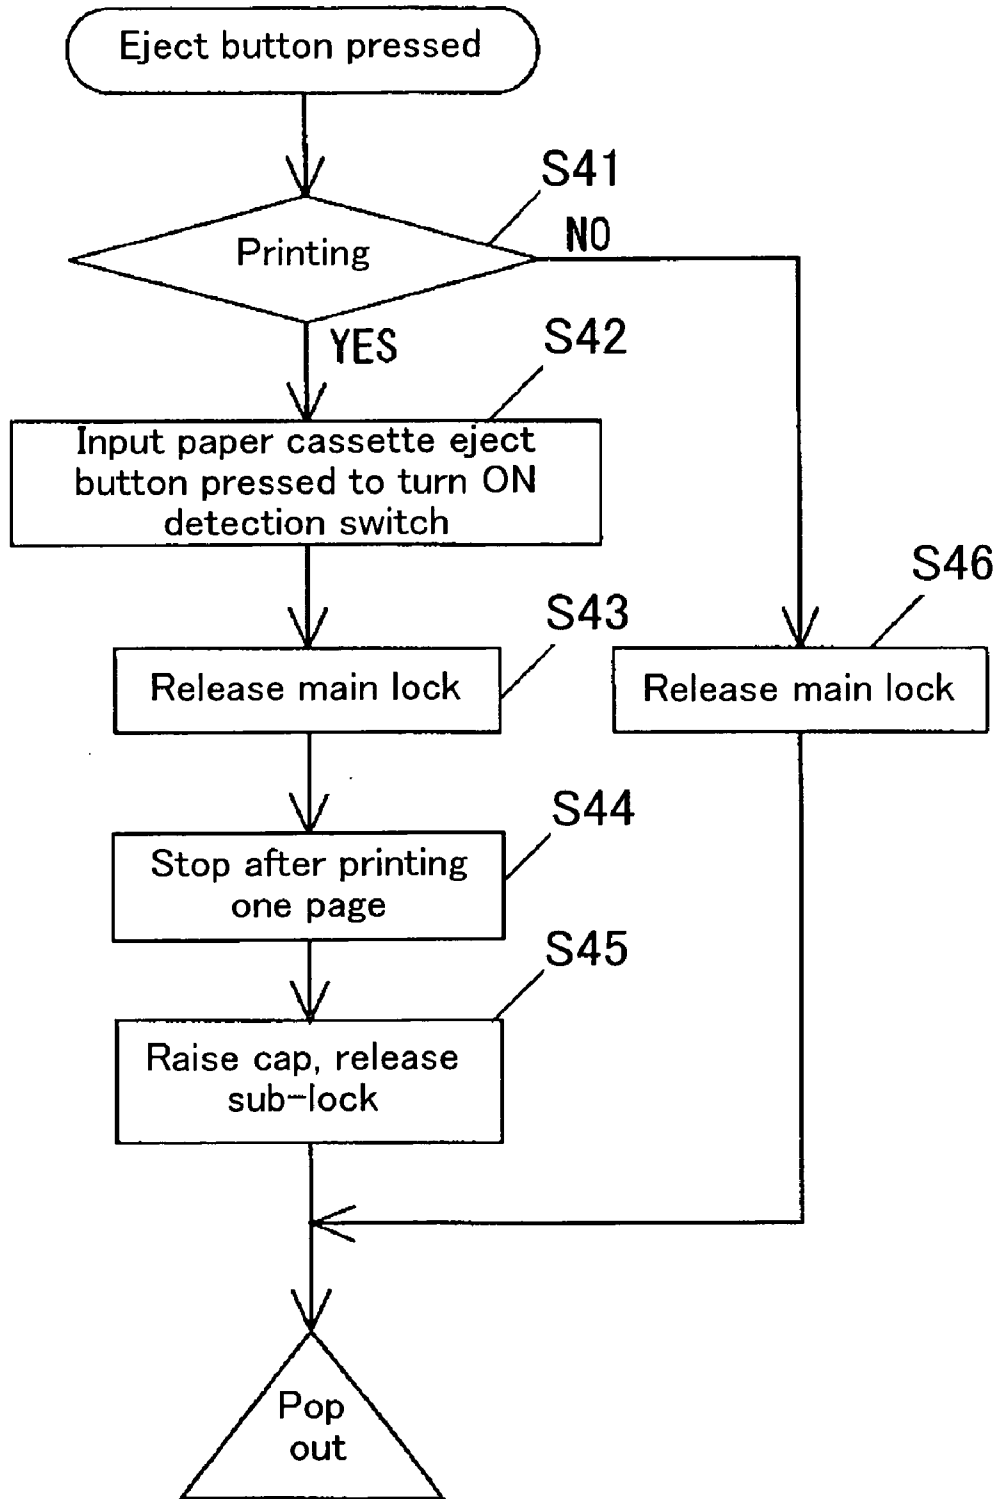 Eject button pressed
S41
Printing
NO
YES
S42
Input paper cassette eject
button pressed to turn ON
detection switch
S43
Release main lock
S46
Release main lock
S44
Stop after printing
one page
S45
Raise cap, release
sub-lock
Pop
out